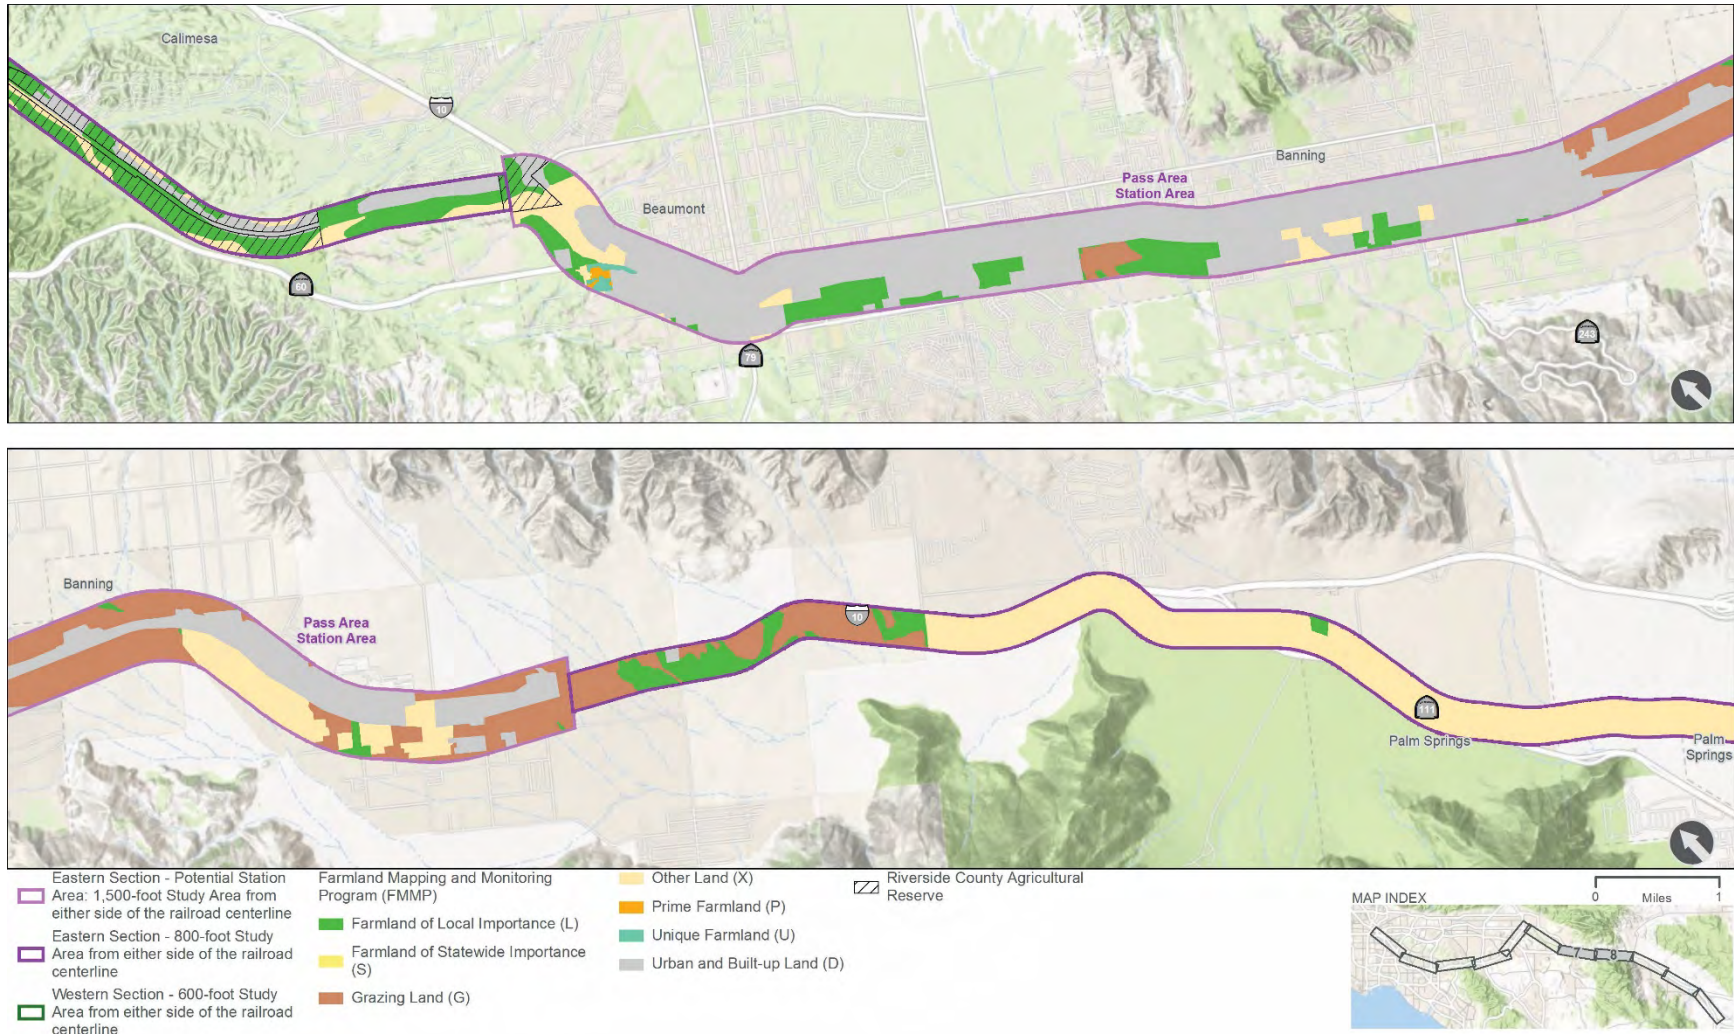 Calimesa
10
Banning
Pass Area
Station Area
Beaumont
60
79
243
Banning
Pass Area
Station Area
10
111
Palm Springs
Palm
Springs
Eastern Section - Potential Station
Area: 1,500-foot Study Area from
either side of the railroad centerline
Eastern Section - 800-foot Study
Area from either side of the railroad
centerline
Western Section - 600-foot Study
Area from either side of the railroad
centerline
Farmland Mapping and Monitoring
Program (FMMP)
Farmland of Local Importance (L)
Farmland of Statewide Importance
(S)
Grazing Land (G)
Other Land (X)
Prime Farmland (P)
Unique Farmland (U)
Urban and Built-up Land (D)
Riverside County Agricultural
Reserve
MAP INDEX
0 Miles 1
7 8